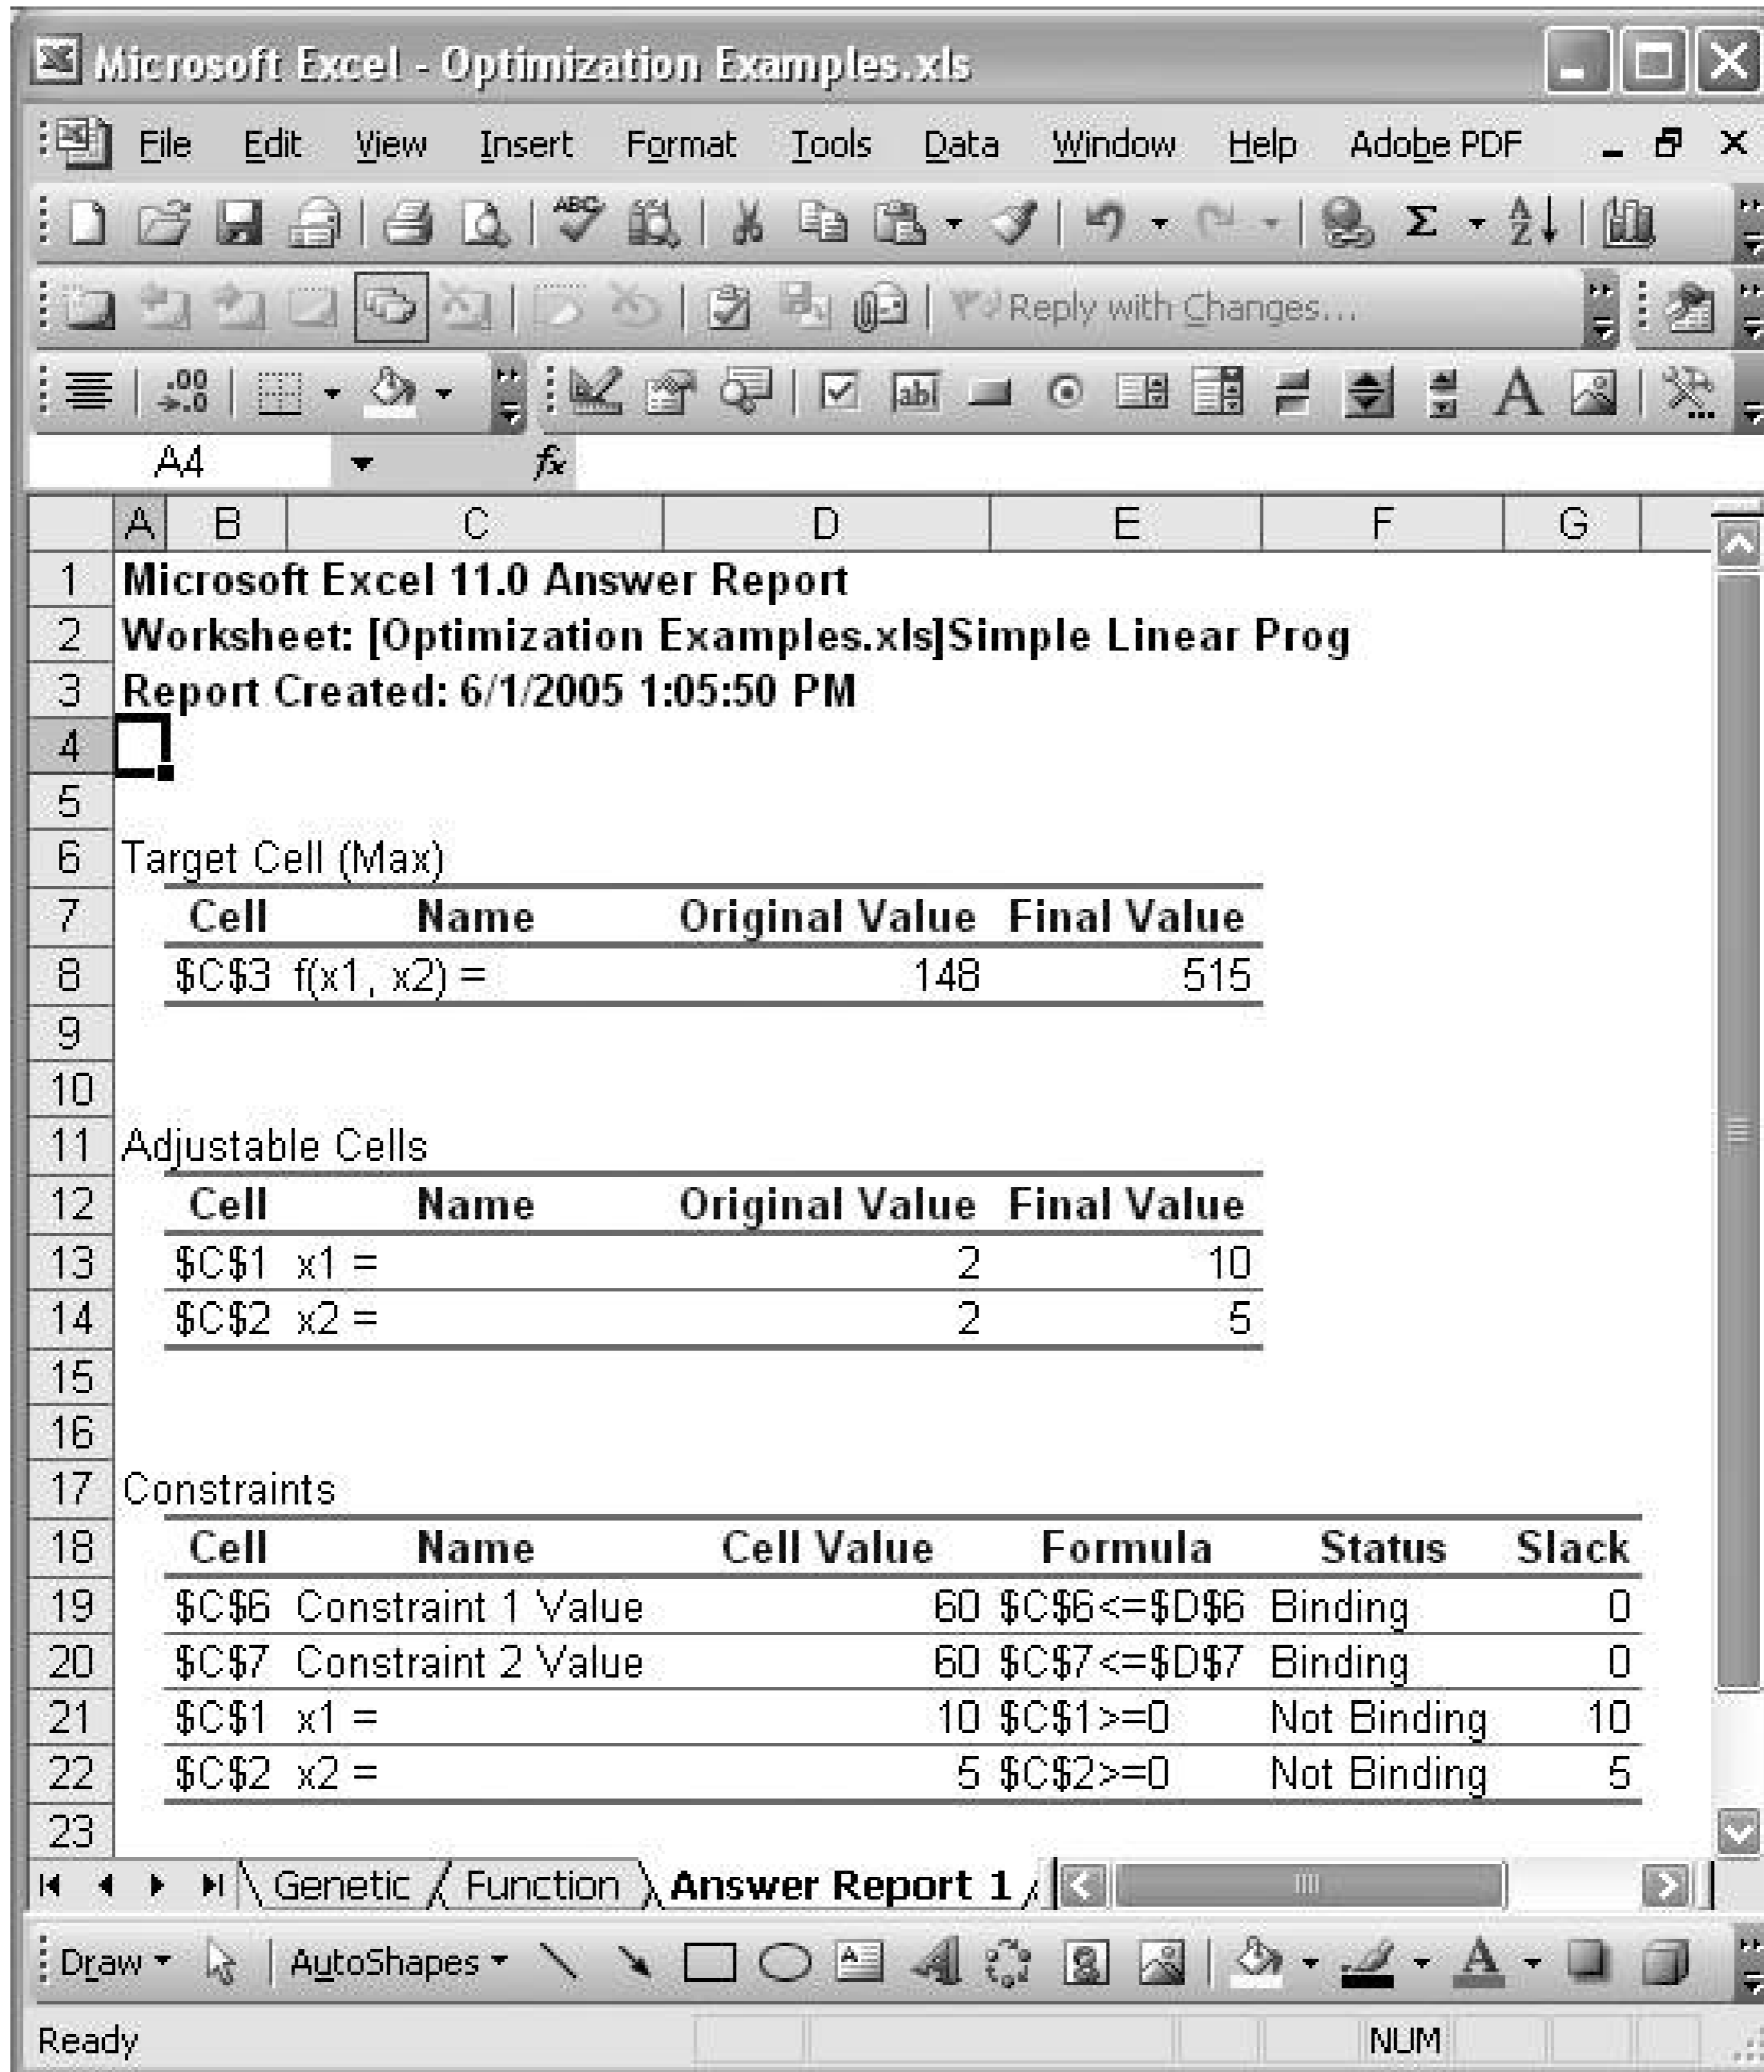 Microsoft Excel - Optimization Examples.xls
File Edit View Insert Format Tools Data Window Help Adobe PDF
ABC Σ A Z
Reply with Changes...
.00 .0 ab A
A4 fx
A B C D E F G
1 Microsoft Excel 11.0 Answer Report
2 Worksheet: [Optimization Examples.xls]Simple Linear Prog
3 Report Created: 6/1/2005 1:05:50 PM
4
5
6 Target Cell (Max)
7 Cell Name Original Value Final Value
8 $C$3 f(x1, x2) = 148 515
9
10
11 Adjustable Cells
12 Cell Name Original Value Final Value
13 $C$1 x1 = 2 10
14 $C$2 x2 = 2 5
15
16
17 Constraints
18 Cell Name Cell Value Formula Status Slack
19 $C$6 Constraint 1 Value 60 $C$6<=$D$6 Binding 0
20 $C$7 Constraint 2 Value 60 $C$7<=$D$7 Binding 0
21 $C$1 x1 = 10 $C$1>=0 Not Binding 10
22 $C$2 x2 = 5 $C$2>=0 Not Binding 5
23
Genetic Function Answer Report 1
Draw AutoShapes A A A
Ready NUM